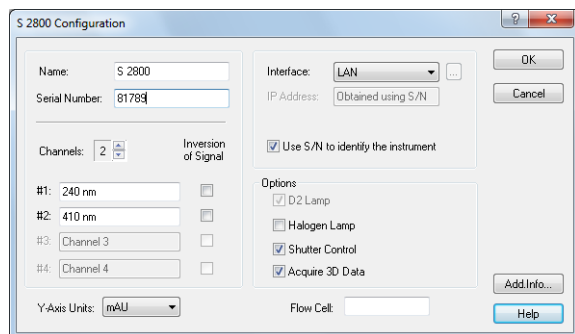 S 2800 Configuration
Name: S 2800
Serial Number: 81789
Channels: 2
Inversion
of Signal
#1: 240 nm
#2: 410 nm
#3: Channel 3
#4: Channel 4
Y-Axis Units: mAU
Interface: LAN ...
IP Address: Obtained using S/N
Use S/N to identify the instrument
Options
D2 Lamp
Halogen Lamp
Shutter Control
Acquire 3D Data
Flow Cell:
OK
Cancel
Add.Info...
Help